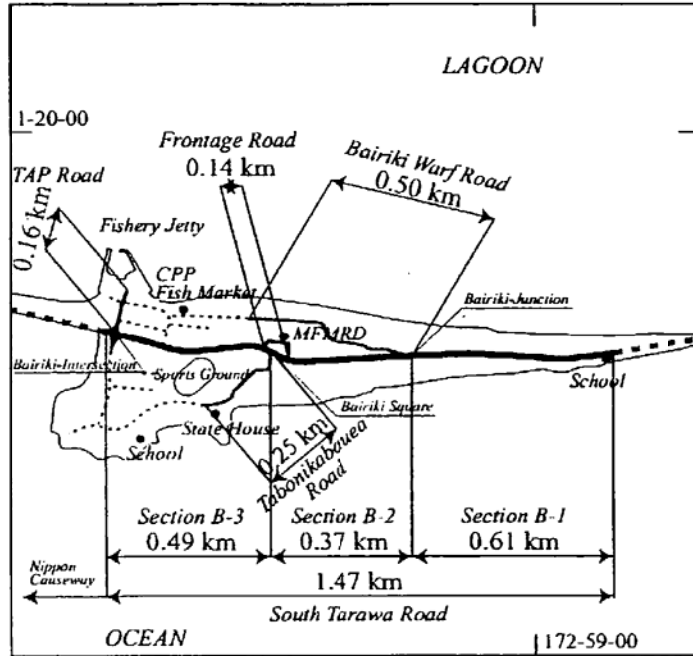 LAGOON
1-20-00
Frontage Road
0.14 km
Bairiki Warf Road
0.50 km
TAP Road
0.16 km
Fishery Jetty
CPP
Fish Market
Bairiki-Junction
MFMRD
Bairiki-Intersection
Sports Ground
School
Bairiki Square
State House
School
0.25 km
Tabonikabauea
Road
Section B-3
0.49 km
Section B-2
0.37 km
Section B-1
0.61 km
Nippon
Causeway
1.47 km
South Tarawa Road
OCEAN
172-59-00